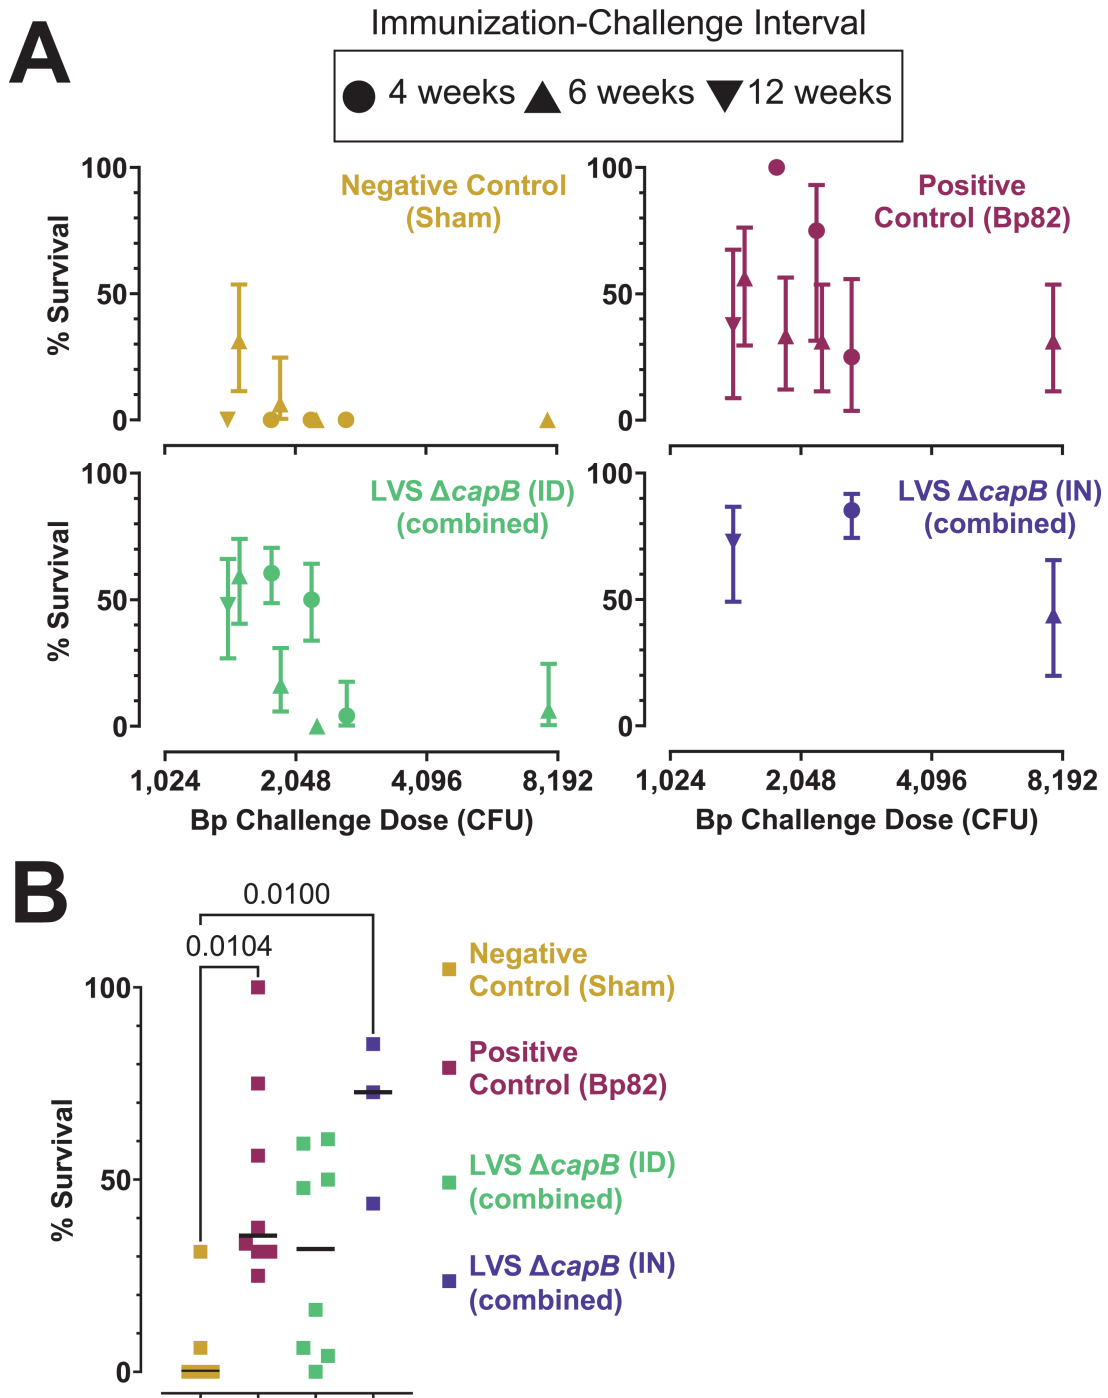 A
Immunization-Challenge Interval
4 weeks 6 weeks 12 weeks
100
50
0
% Survival
Negative Control
(Sham)
100
50
0
Positive
Control (Bp82)
100
50
0
% Survival
LVS ΔcapB (ID)
(combined)
1,024 2,048 4,096 8,192
Bp Challenge Dose (CFU)
100
50
0
LVS ΔcapB (IN)
(combined)
1,024 2,048 4,096 8,192
Bp Challenge Dose (CFU)
B
0.0100
0.0104
100
50
0
% Survival
Negative
Control (Sham)
Positive
Control (Bp82)
LVS ΔcapB (ID)
(combined)
LVS ΔcapB (IN)
(combined)